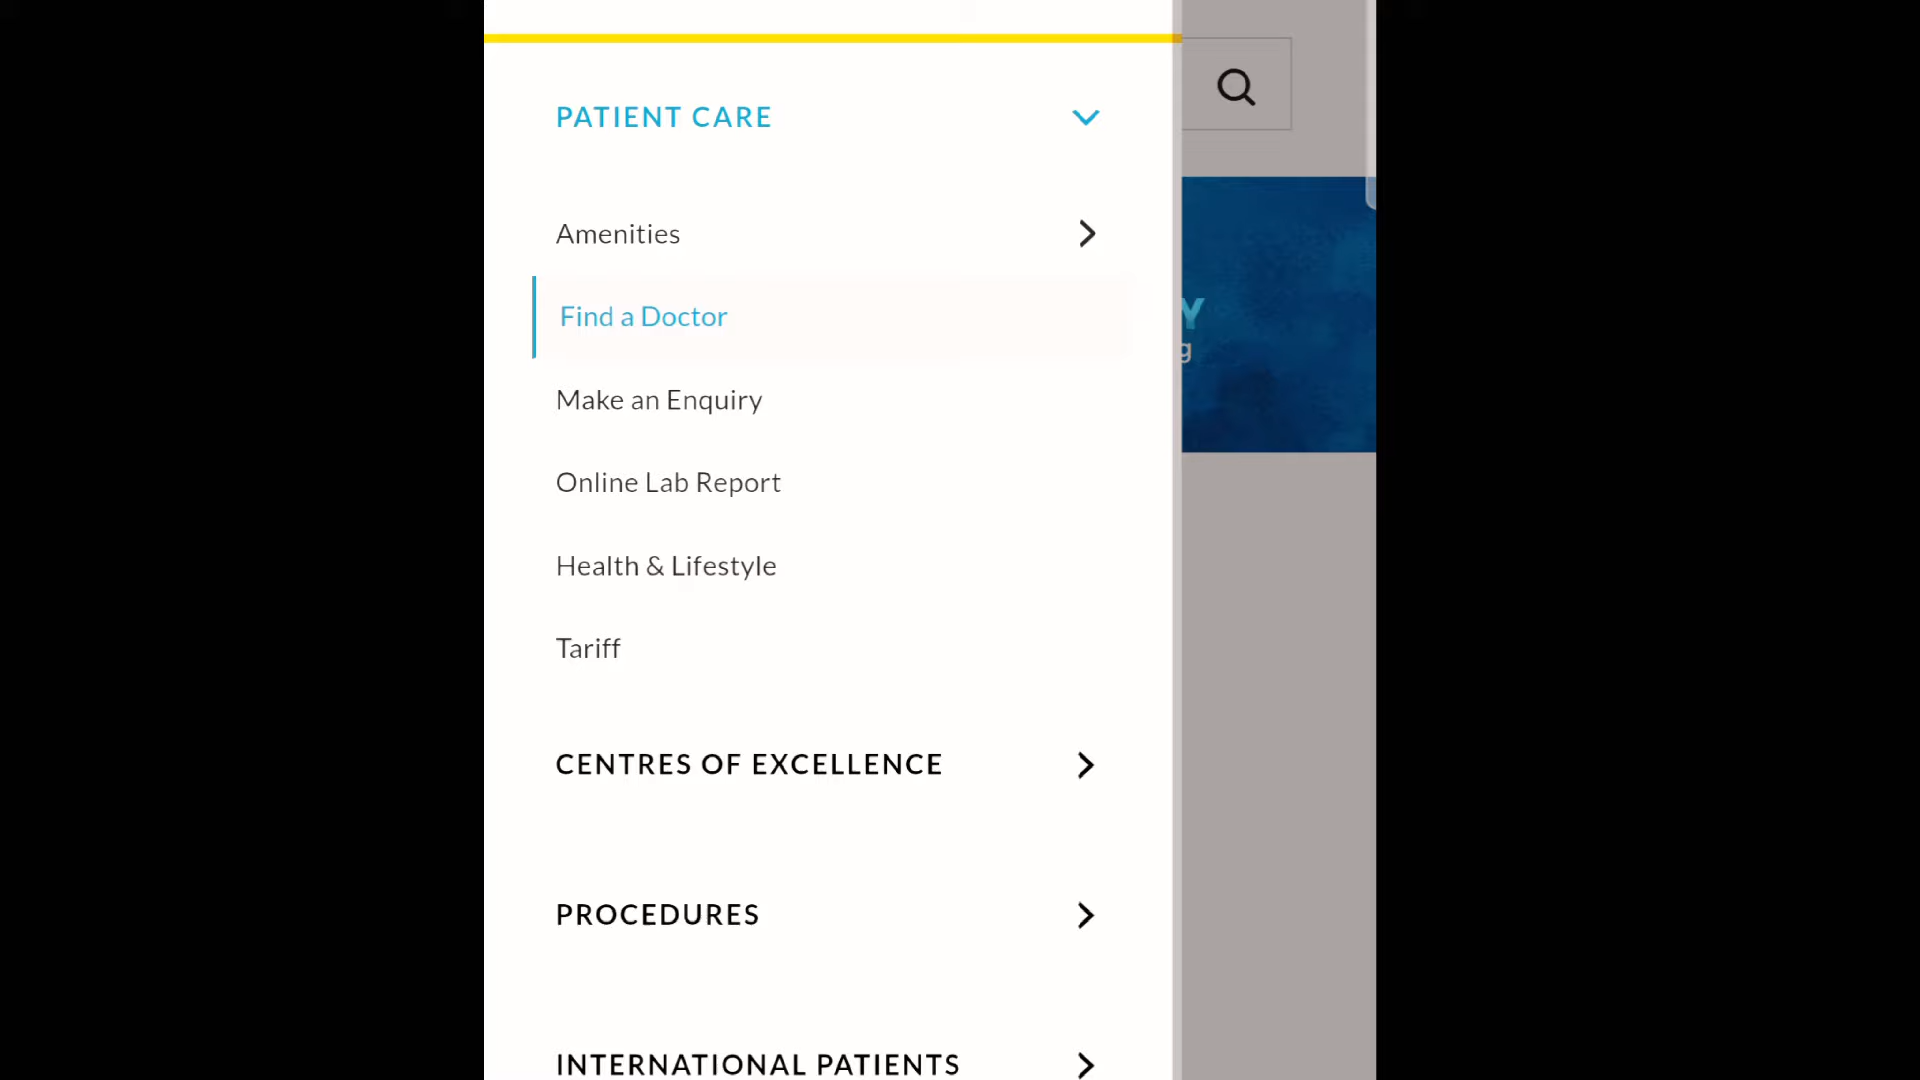 PATIENT CARE
Amenities
Find a Doctor
Make an Enquiry
Online Lab Report
Health & Lifestyle
Tariff
CENTRES OF EXCELLENCE
PROCEDURES
INTERNATIONAL PATIENTS